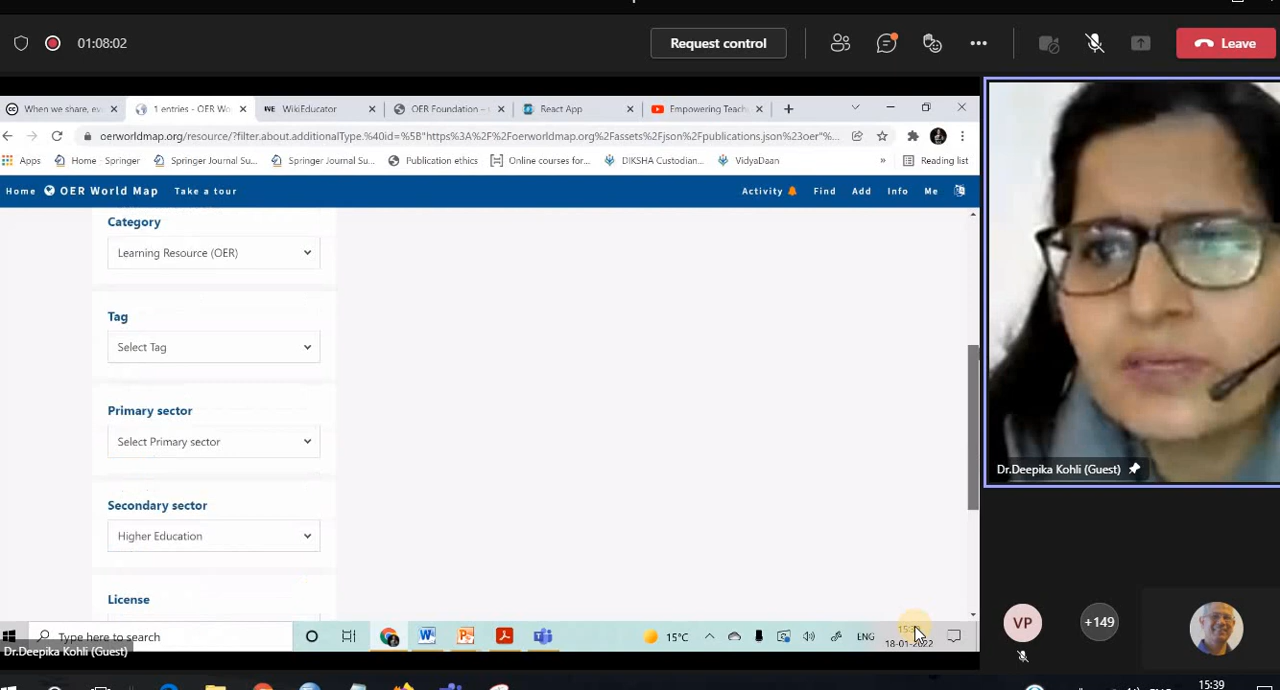 01:08:02
Request control
Leave
When we share, ev
1 entries - OER Wo
WikiEducator
OER Foundation –
React App
Empowering Teach
oerworldmap.org/resource/?filter.about.additionalType.%40id=%5B"https%3A%2F%2Foerworldmap.org%2Fassets%2Fjson%2Fpublications.json%23oer"%...
Apps
Home - Springer
Springer Journal Su...
Springer Journal Su...
Publication ethics
Online courses for...
DIKSHA Custodian...
VidyaDaan
»
Reading list
Home
OER World Map
Take a tour
Activity
Find
Add
Info
Me
Category
Learning Resource (OER)
Tag
Select Tag
Primary sector
Select Primary sector
Secondary sector
Higher Education
License
Dr.Deepika Kohli (Guest)
VP
+149
Type here to search
15°C
ENG
18-01-2022
Dr.Deepika Kohli (Guest)
15:39